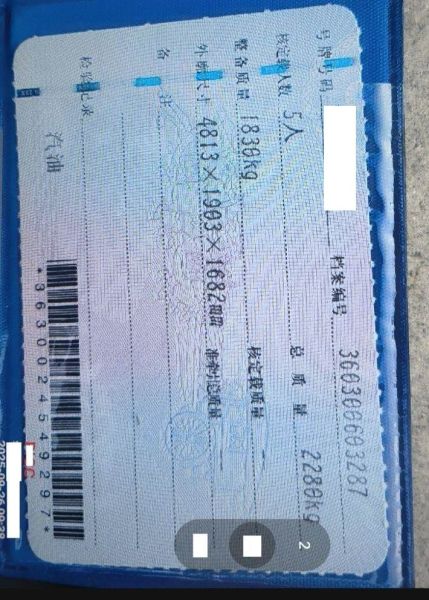 号牌号码 档案编号 360300603287
核定载人数 5人 总质量 2280kg
整备质量 1830kg 核定载质量
外廓尺寸 4813×1903×1682mm 准牵引总质量
备注
检验记录
汽油
*3630024549297*
2